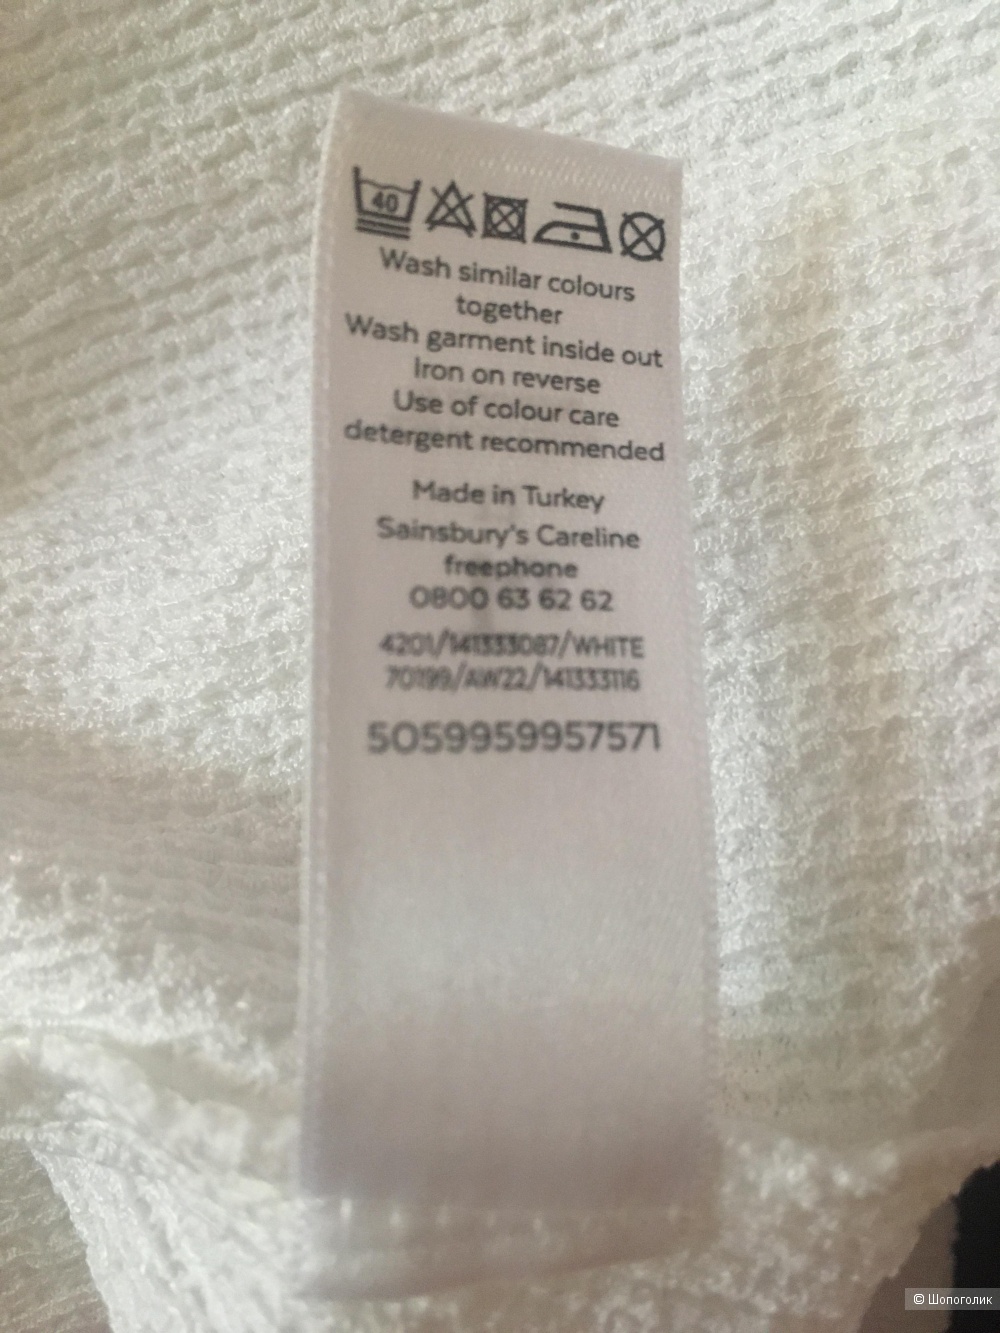 40
Wash similar colours
together
Wash garment inside out
Iron on reverse
Use of colour care
detergent recommended
Made in Turkey
Sainsbury's Careline
freephone
0800 63 62 62
4201/141333087/WHITE
70199/AW22/141333116
5059959957571
© Шопоголик